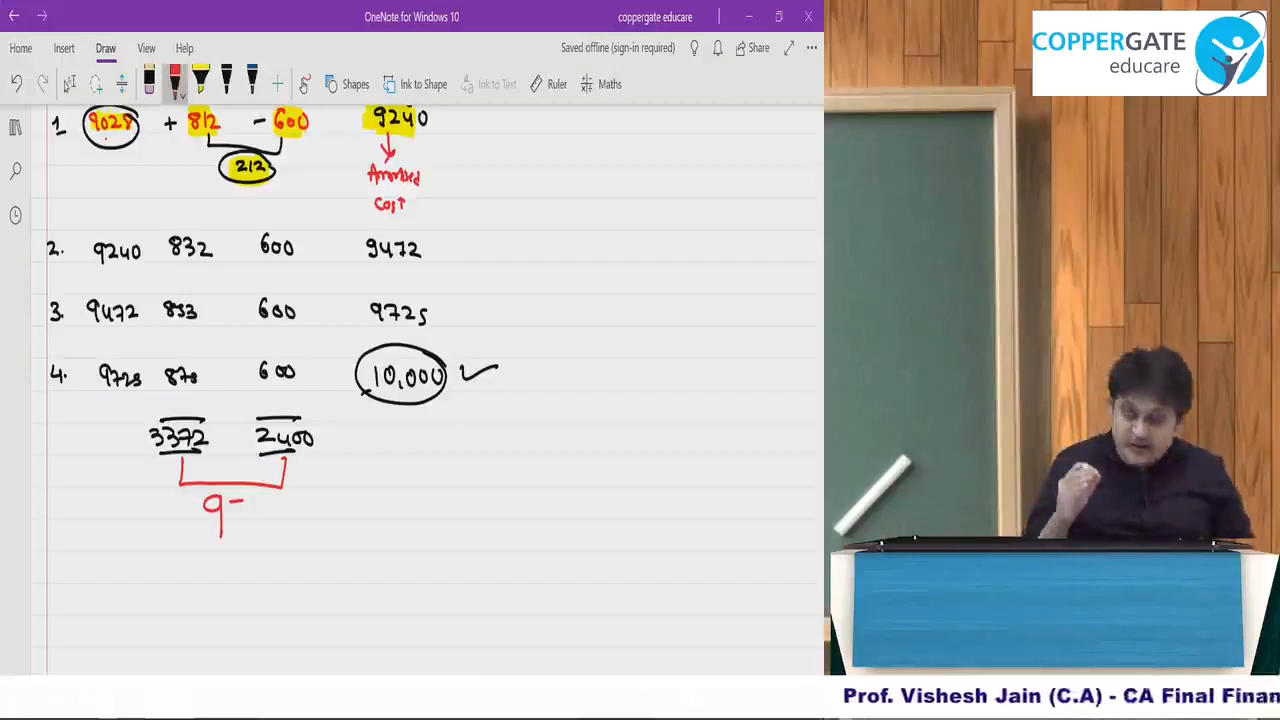 OneNote for Windows 10
coppergate educare
Home Insert Draw View Help
Saved offline (sign-in required)
Share
Shapes
Ink to Shape
Ink to Text
Ruler
Maths
COPPERGATE
educare
1 9028 + 812 - 600 9240
212
Amortised
Cost
2. 9240 832 600 9472
3. 9472 853 600 9725
4. 9725 875 600 10,000
3372 2400
9
Prof. Vishesh Jain (C.A) - CA Final Finan